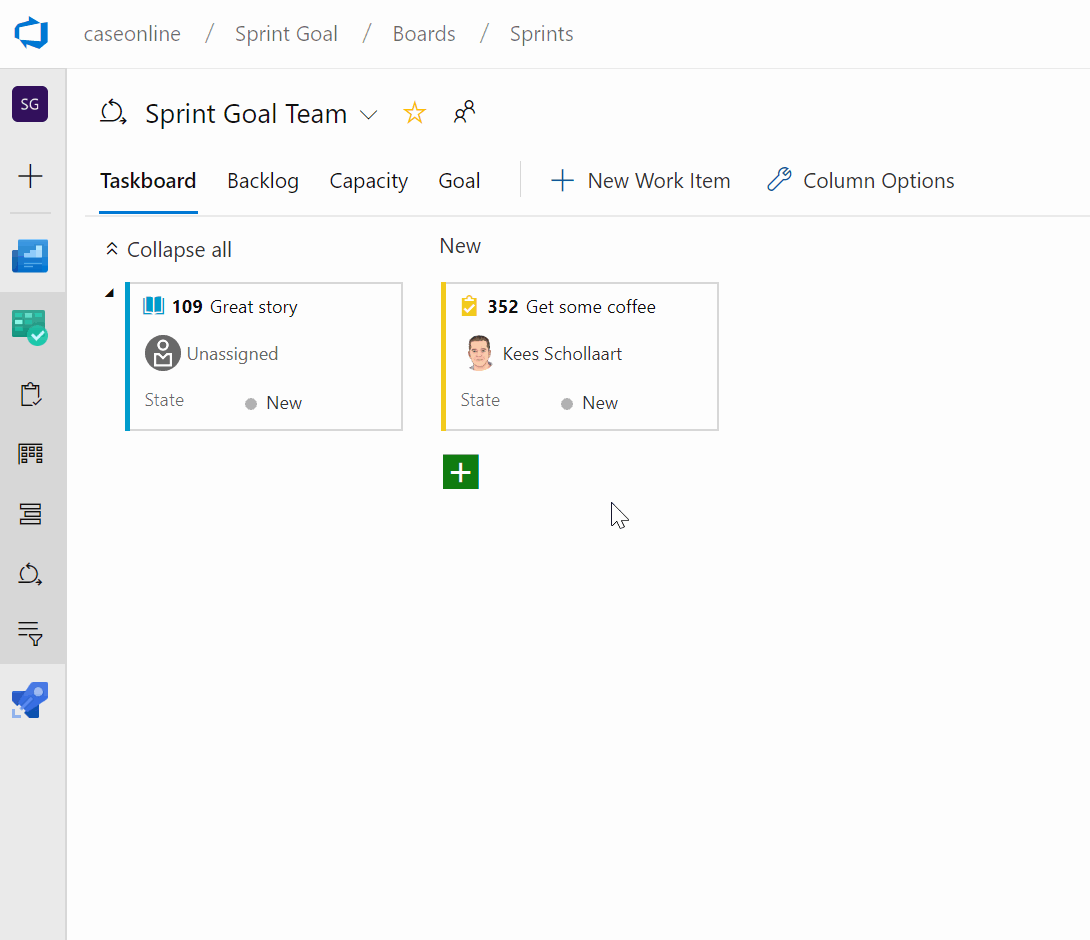 caseonline / Sprint Goal / Boards / Sprints
SG
Sprint Goal Team
Taskboard Backlog Capacity Goal New Work Item Column Options
Collapse all New
109 Great story
Unassigned
State New
352 Get some coffee
Kees Schollaart
State New